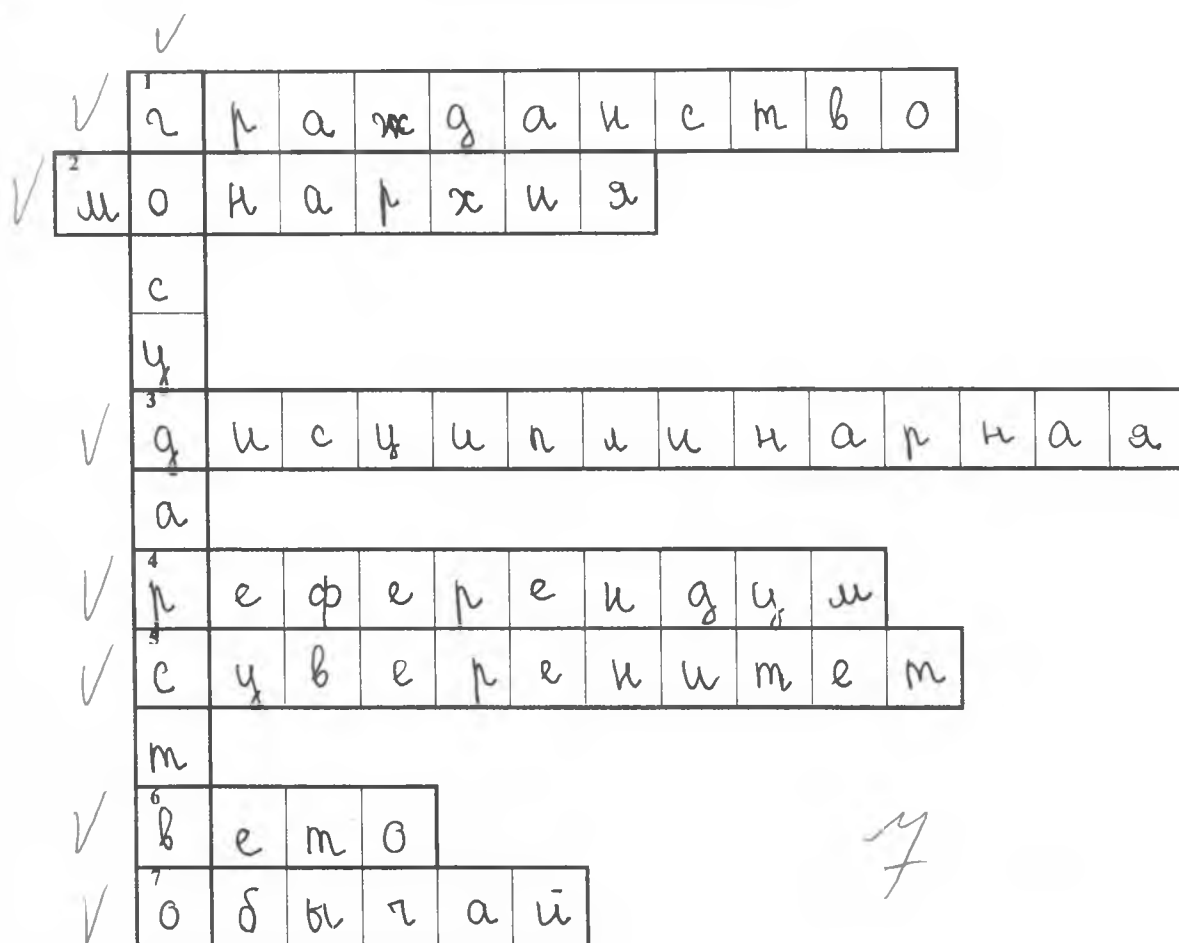 1 гражданство
2 монархия
с
у
3 дисциплинарная
а
4 референдум
5 суверенитет
т
6 вето
7 обычай
7